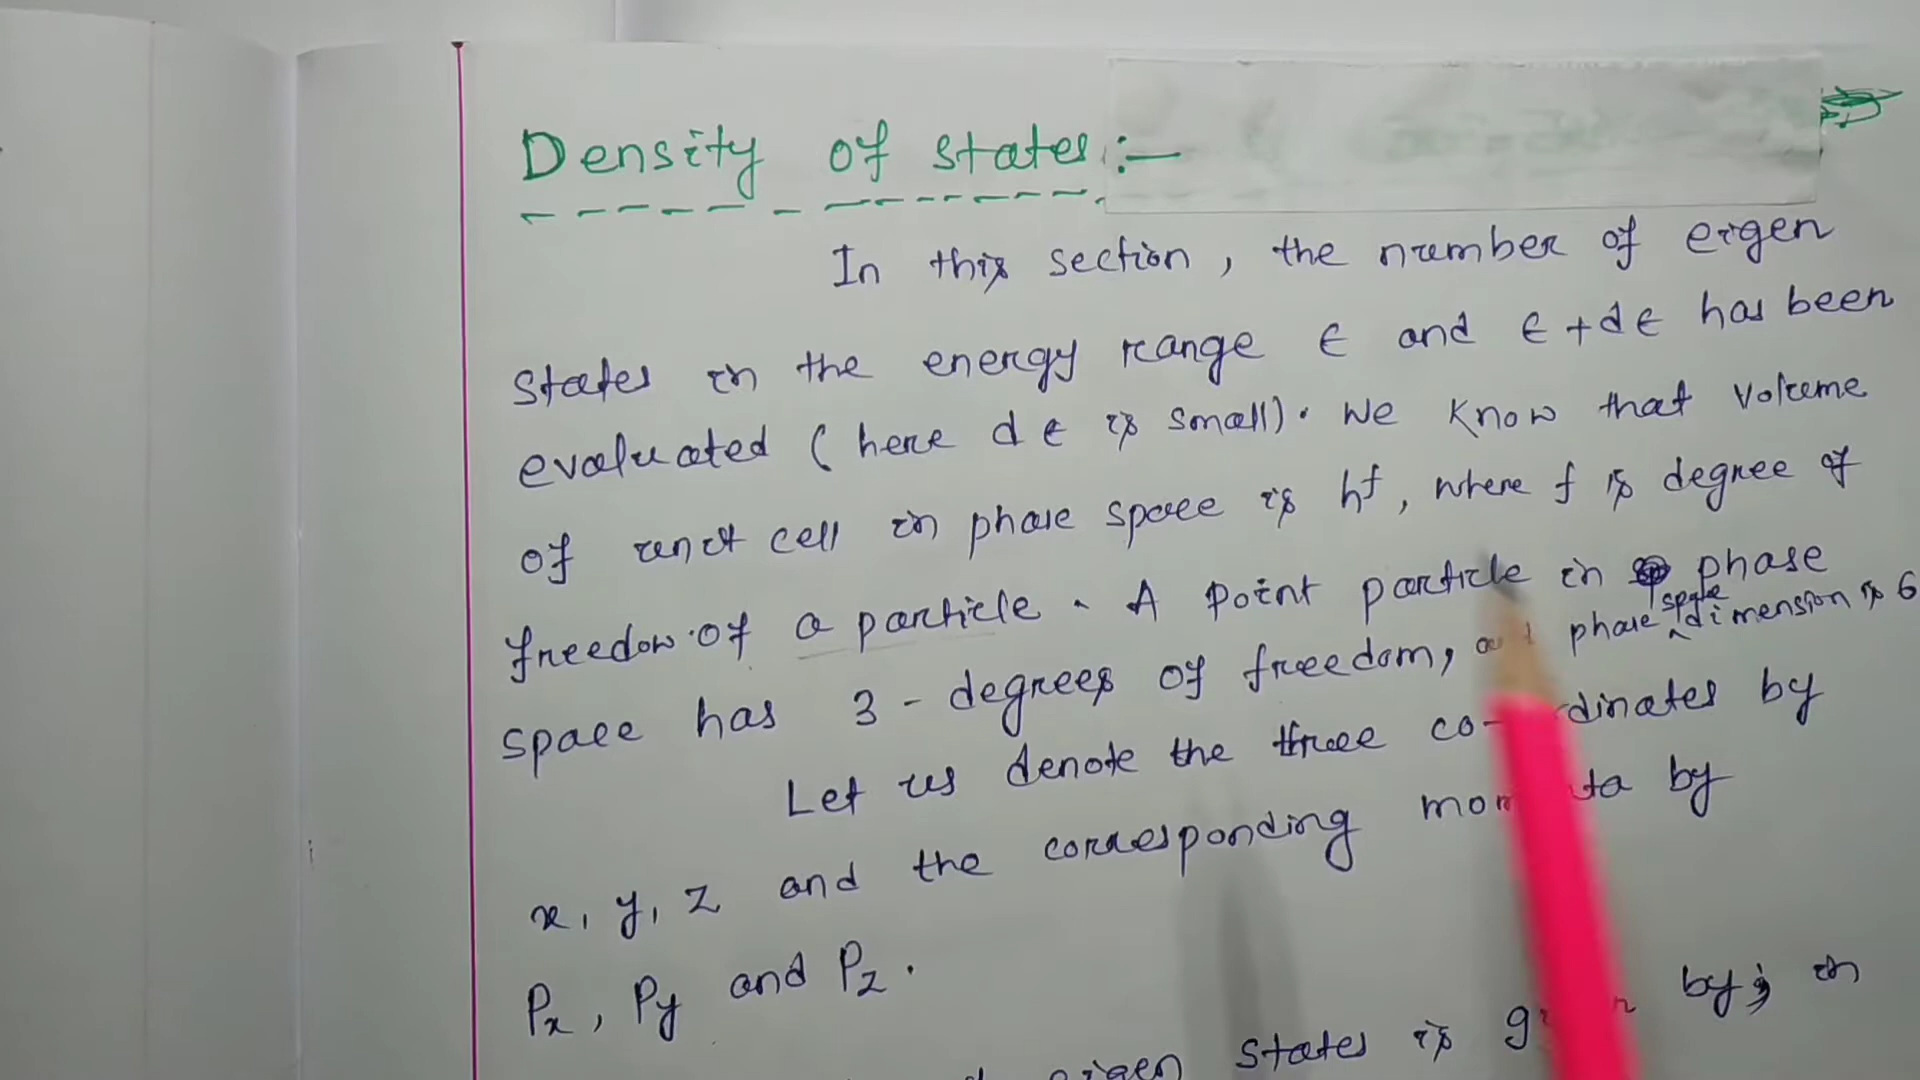 Density of states :-
In this section, the number of eigen
states in the energy range ϵ and ϵ+dϵ has been
evaluated (here dϵ is small). We know that volume
of unit cell in phase space is h^f, where f is degree of
freedom of a particle. A point particle in phase
space has 3-degrees of freedom, phase space dimension is 6
Let us denote the three co- dinates by
x, y, z and the corresponding mom ta by
Px, Py and Pz.
eigen states is by; in